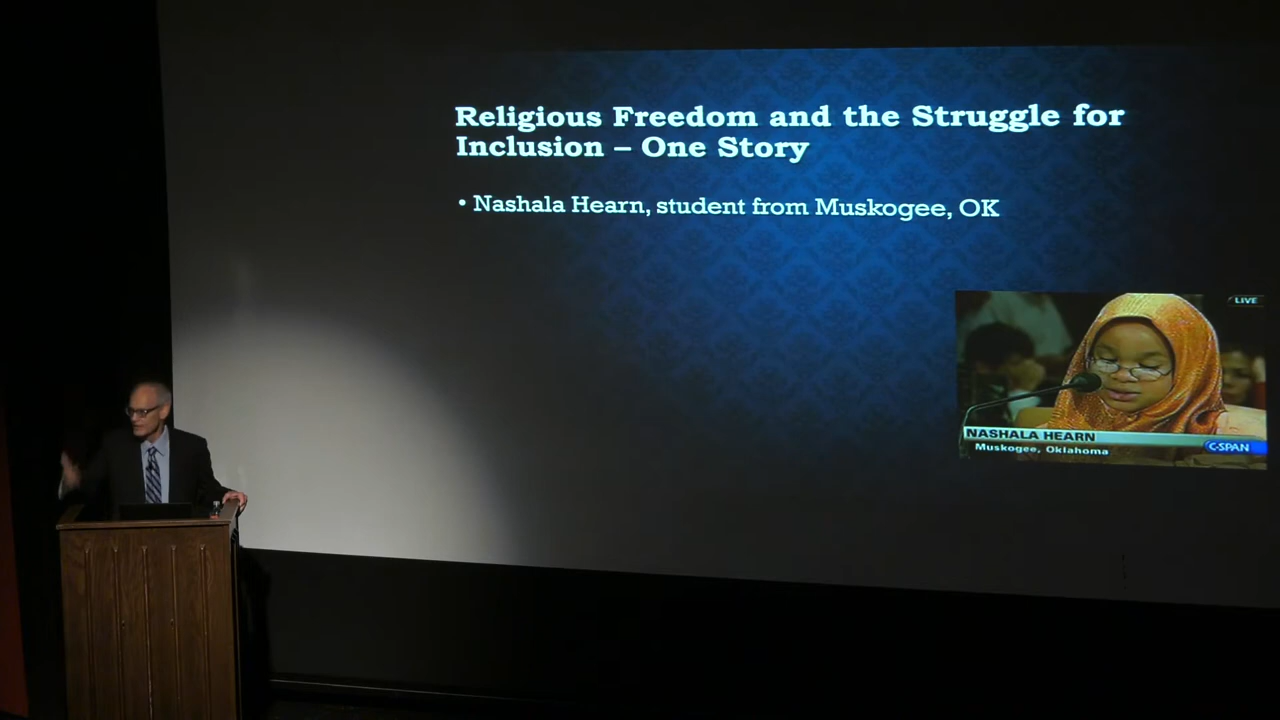 Religious Freedom and the Struggle for
Inclusion – One Story
• Nashala Hearn, student from Muskogee, OK
LIVE
NASHALA HEARN
Muskogee, Oklahoma
C-SPAN